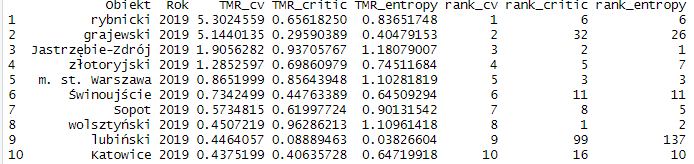 Obiekt Rok TMR_cv TMR_critic TMR_entropy rank_cv rank_critic rank_entropy
1 rybnicki 2019 5.3024559 0.65618250 0.83651748 1 6 6
2 grajewski 2019 5.1440135 0.29590389 0.40479153 2 32 26
3 Jastrzębie-Zdrój 2019 1.9056282 0.93705767 1.18079007 3 2 1
4 złotoryjski 2019 1.2852597 0.69860979 0.74511684 4 5 7
5 m. st. Warszawa 2019 0.8651999 0.85643948 1.10281819 5 3 3
6 Świnoujście 2019 0.7342499 0.44763389 0.64509294 6 11 11
7 Sopot 2019 0.5734815 0.61997724 0.90131542 7 8 5
8 wolsztyński 2019 0.4507219 0.96286213 1.10961418 8 1 2
9 lubiński 2019 0.4464057 0.08889463 0.03826604 9 99 137
10 Katowice 2019 0.4375199 0.40635728 0.64719918 10 16 10